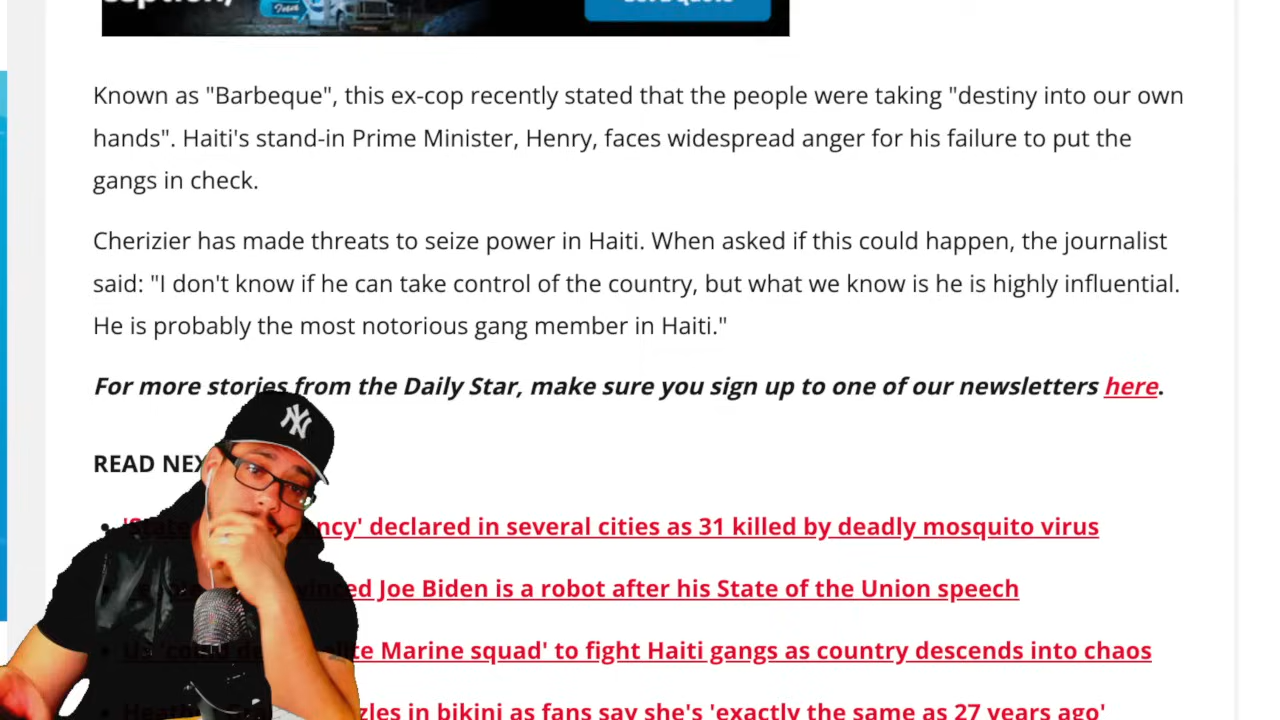 Known as "Barbeque", this ex-cop recently stated that the people were taking "destiny into our own
hands". Haiti's stand-in Prime Minister, Henry, faces widespread anger for his failure to put the
gangs in check.
Cherizier has made threats to seize power in Haiti. When asked if this could happen, the journalist
said: "I don't know if he can take control of the country, but what we know is he is highly influential.
He is probably the most notorious gang member in Haiti."
For more stories from the Daily Star, make sure you sign up to one of our newsletters here.
READ
NY
declared in several cities as 31 killed by deadly mosquito virus
Joe Biden is a robot after his State of the Union speech
Marine squad' to fight Haiti gangs as country descends into chaos
in bikini as fans say she's 'exactly the same as 27 years ago'